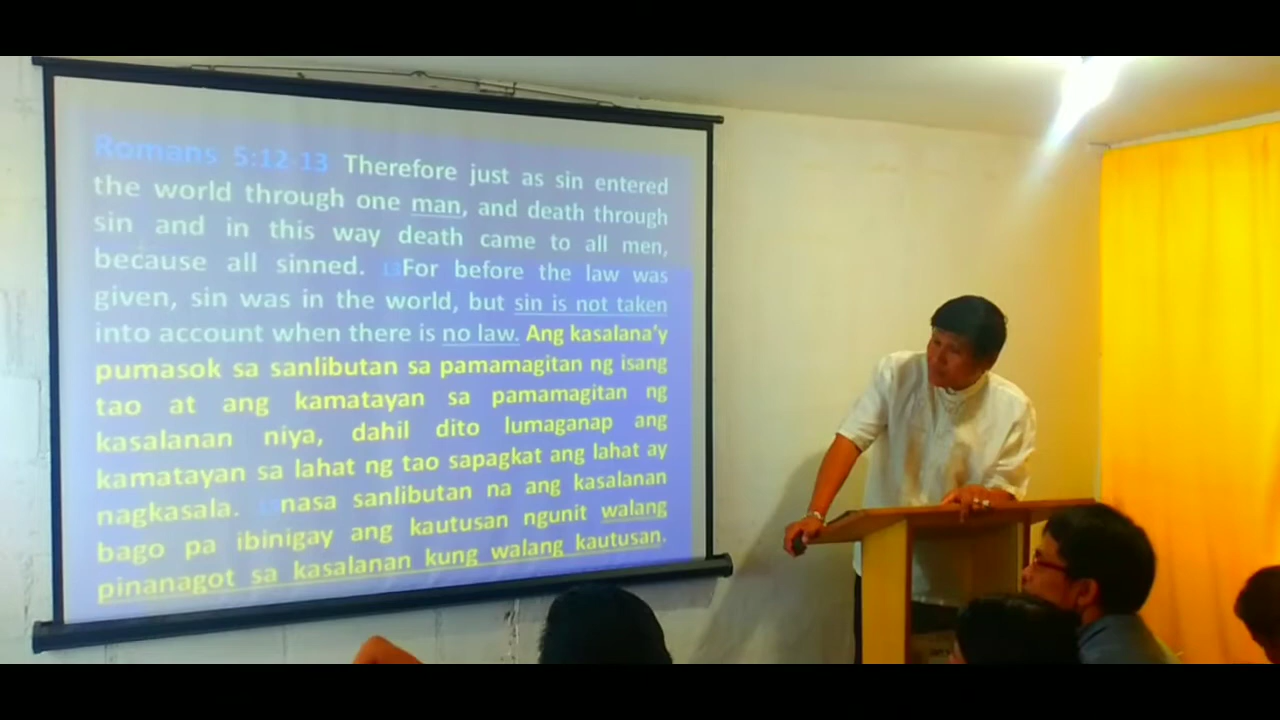 Romans 5:12-13 Therefore just as sin entered
the world through one man, and death through
sin and in this way death came to all men,
because all sinned. 13For before the law was
given, sin was in the world, but sin is not taken
into account when there is no law. Ang kasalana'y
pumasok sa sanlibutan sa pamamagitan ng isang
tao at ang kamatayan sa pamamagitan ng
kasalanan niya, dahil dito lumaganap ang
kamatayan sa lahat ng tao sapagkat ang lahat ay
nagkasala. nasa sanlibutan na ang kasalanan
bago pa ibinigay ang kautusan ngunit walang
pinanagot sa kasalanan kung walang kautusan.